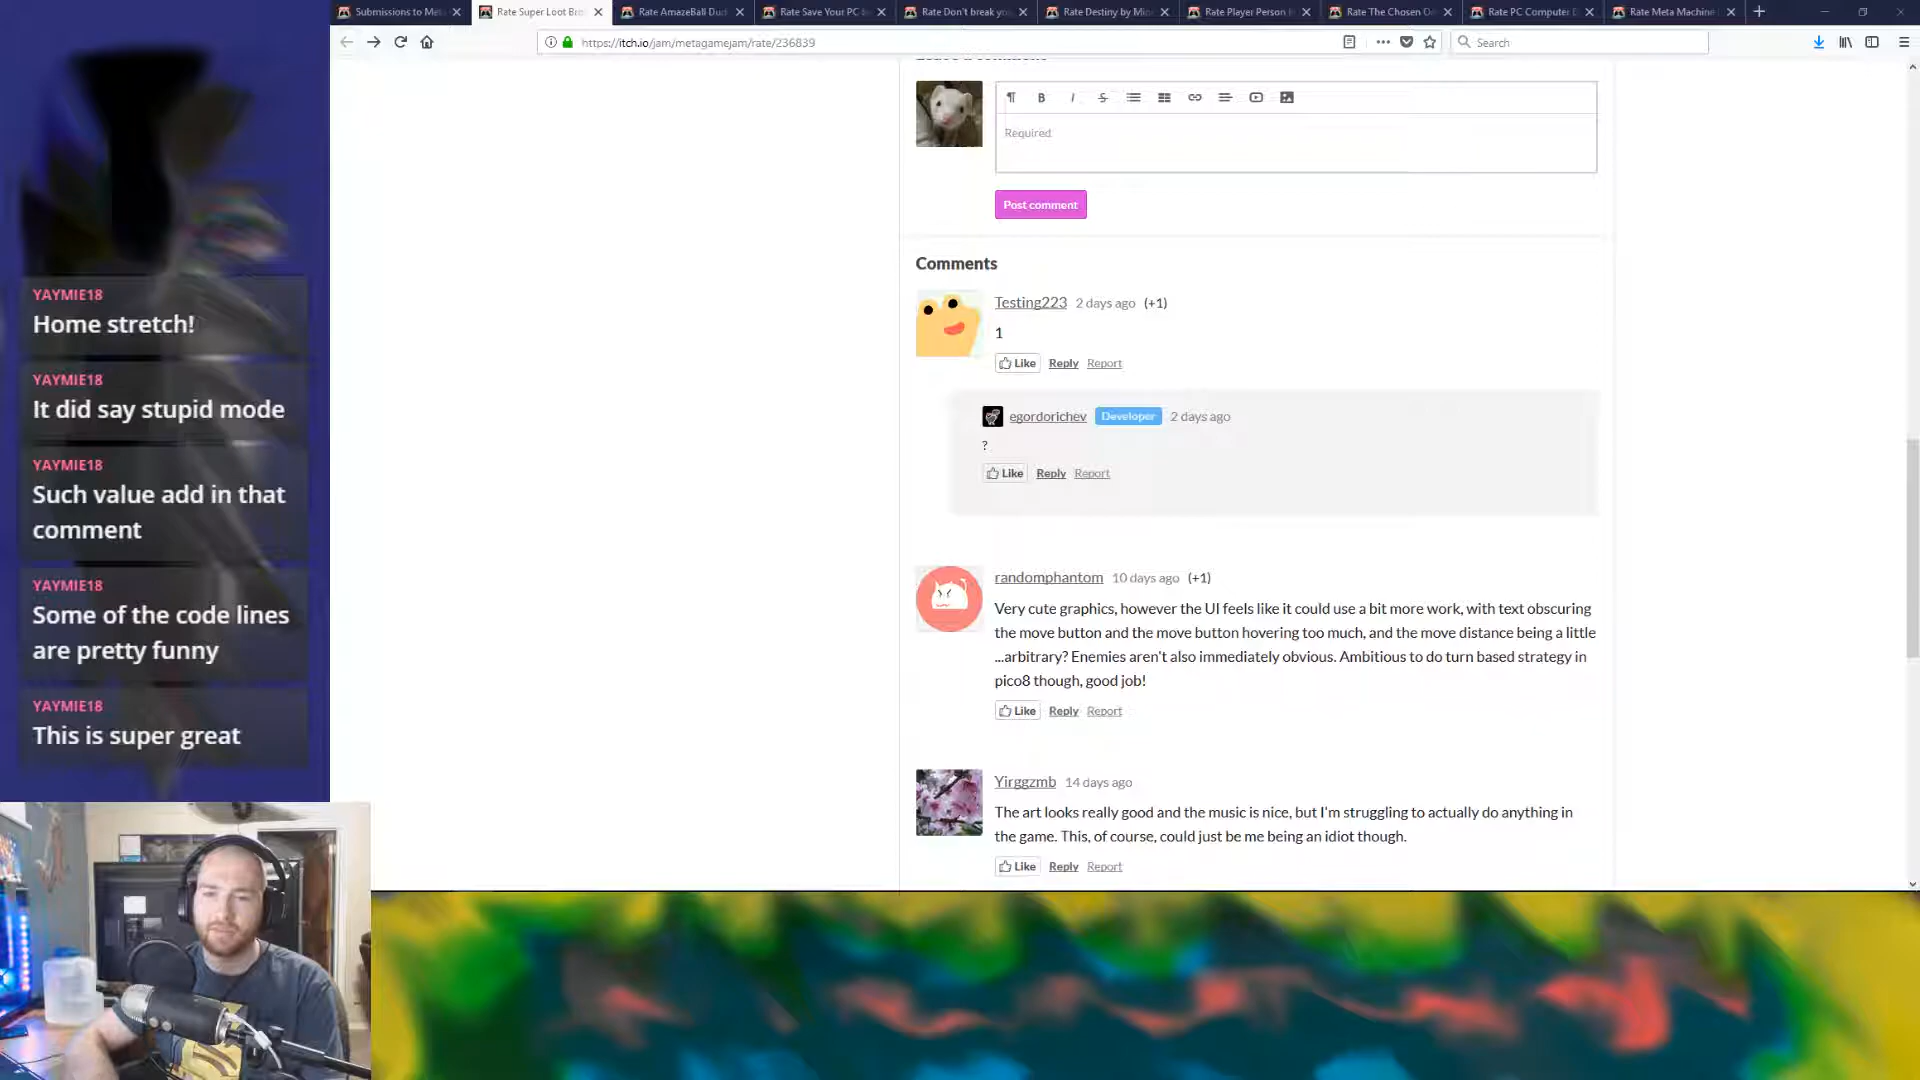 Submissions to Met
Rate Super Loot Bro
Rate AmazeBall Dud
Rate Save Your PC
Rate Don't break you
Rate Destiny by Mi
Rate Player Person
Rate The Chosen O
Rate PC Computer
Rate Meta Machine
https://itch.io/jam/metagamejam/rate/236839
Search
Required
Post comment
Comments
Testing223 2 days ago (+1)
1
Like Reply Report
egordorichev Developer 2 days ago
?
Like Reply Report
randomphantom 10 days ago (+1)
Very cute graphics, however the UI feels like it could use a bit more work, with text obscuring
the move button and the move button hovering too much, and the move distance being a little
...arbitrary? Enemies aren't also immediately obvious. Ambitious to do turn based strategy in
pico8 though, good job!
Like Reply Report
Yirggzmb 14 days ago
The art looks really good and the music is nice, but I'm struggling to actually do anything in
the game. This, of course, could just be me being an idiot though.
Like Reply Report
YAYMIE18
Home stretch!
YAYMIE18
It did say stupid mode
YAYMIE18
Such value add in that
comment
YAYMIE18
Some of the code lines
are pretty funny
YAYMIE18
This is super great